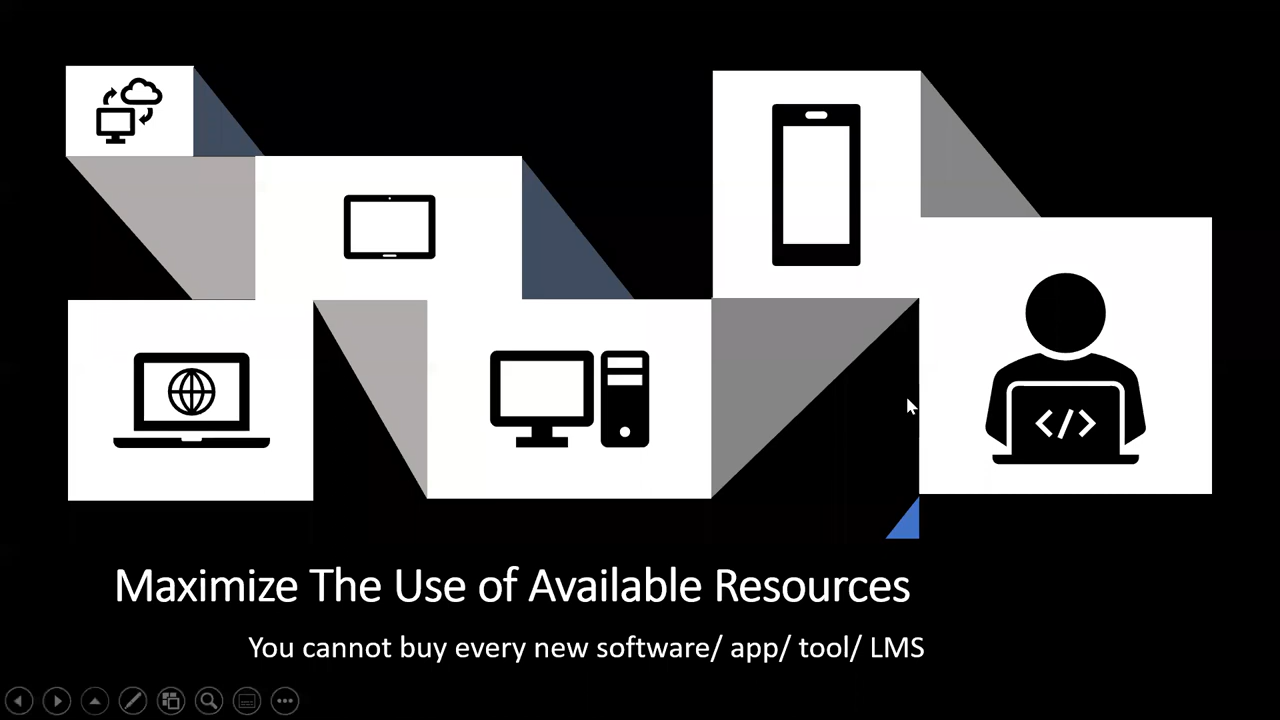 </>
Maximize The Use of Available Resources
You cannot buy every new software/ app/ tool/ LMS